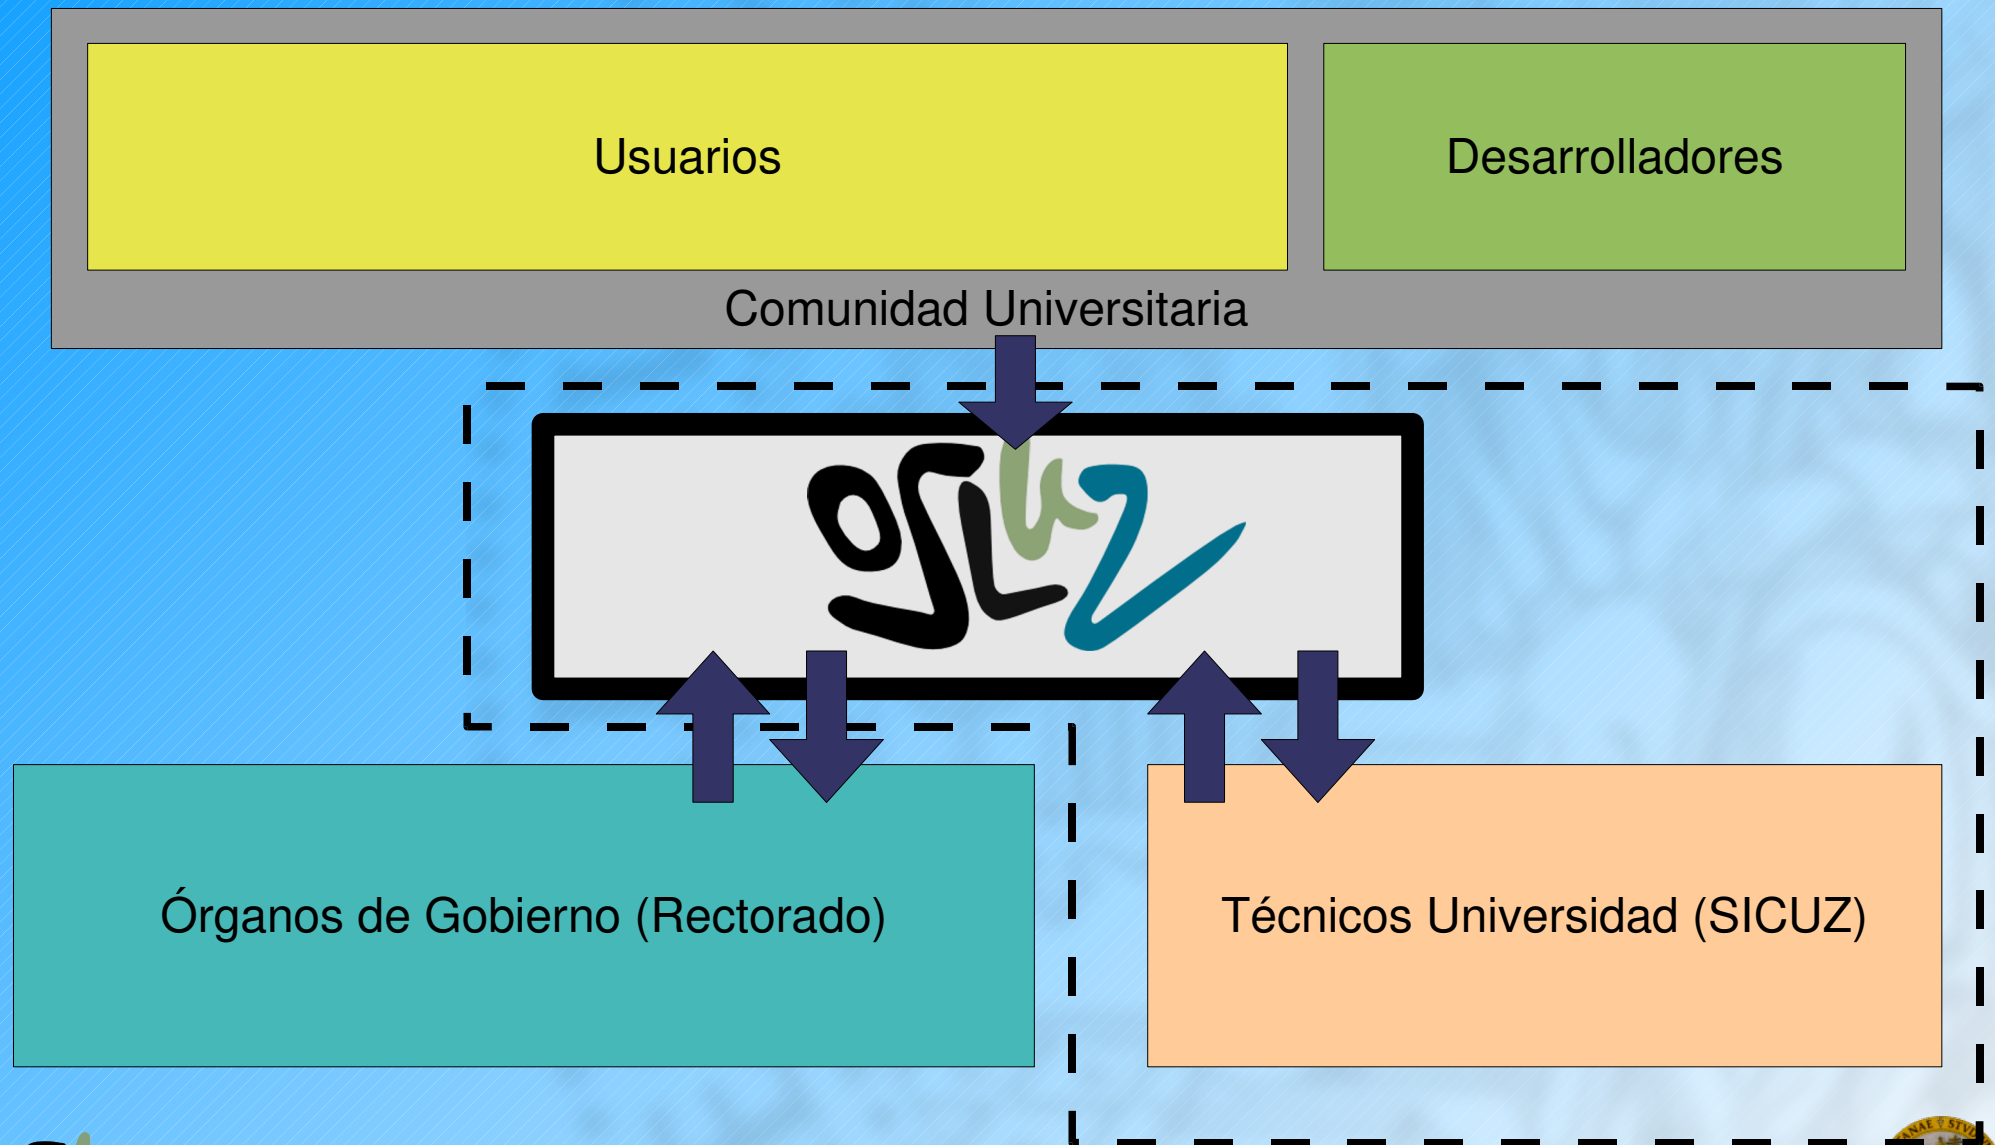 Usuarios
Desarrolladores
Comunidad Universitaria
osluz
Órganos de Gobierno (Rectorado)
Técnicos Universidad (SICUZ)